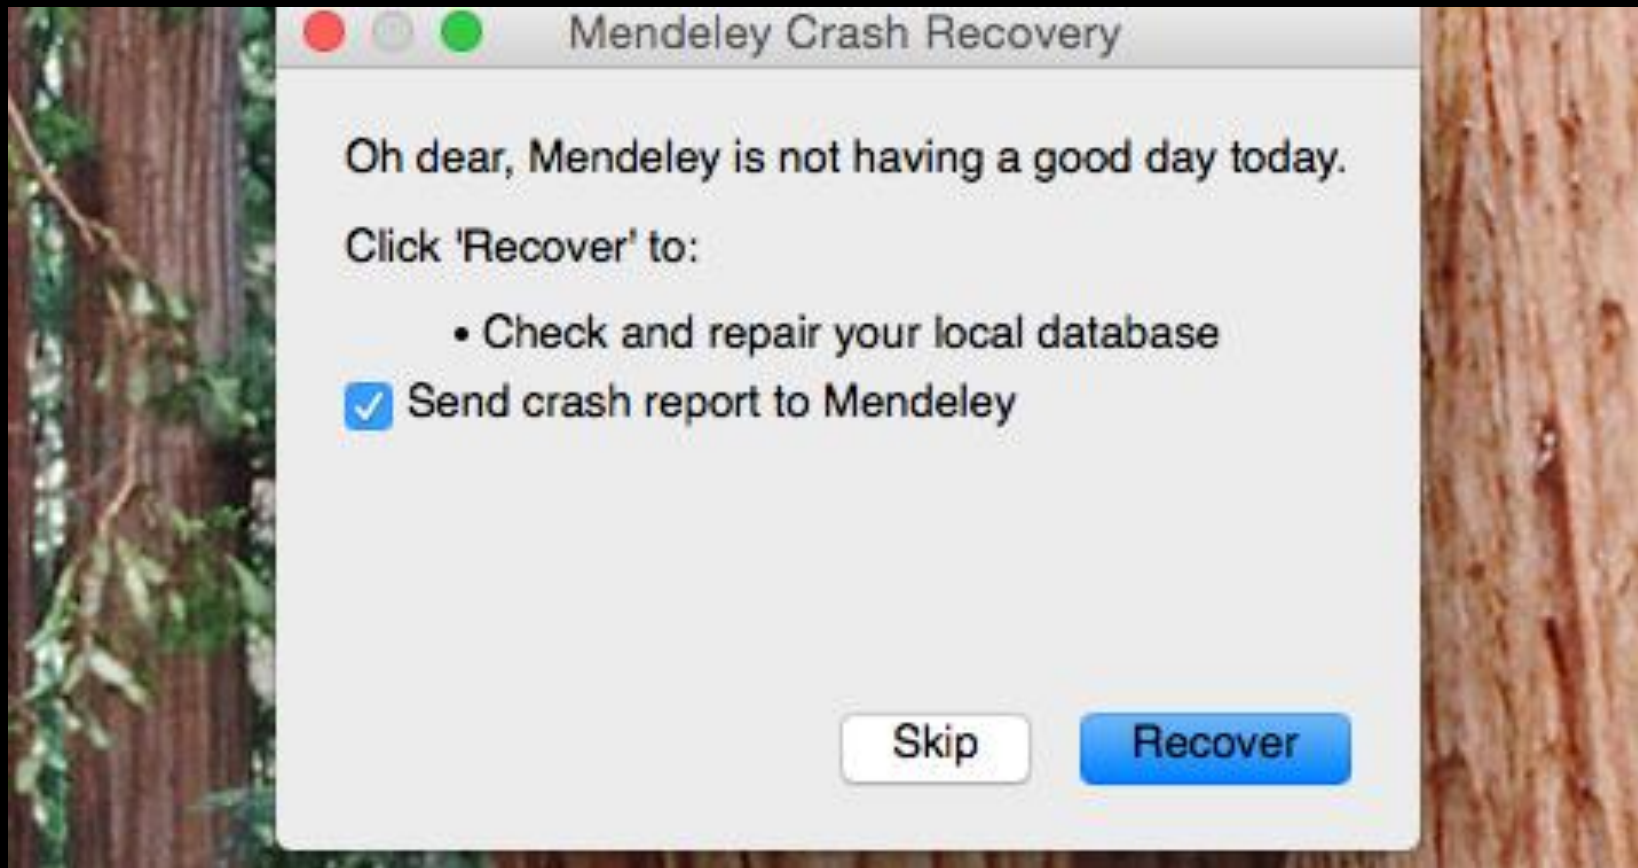 Mendeley Crash Recovery
Oh dear, Mendeley is not having a good day today.
Click 'Recover' to:
• Check and repair your local database
Send crash report to Mendeley
Skip Recover